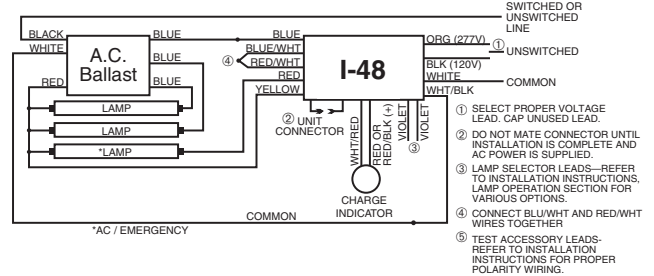 SWITCHED OR
UNSWITCHED
LINE
BLACK
BLUE
BLUE
ORG (277V)
①
UNSWITCHED
WHITE
A.C.
Ballast
BLUE
④
BLUE/WHT
RED/WHT
I-48
BLK (120V)
RED
BLUE
RED
WHITE
COMMON
YELLOW
WHT/BLK
LAMP
LAMP
*LAMP
② UNIT
CONNECTOR
WHT/RED
RED OR
RED/BLK (+)
VIOLET
VIOLET
③
CHARGE
INDICATOR
COMMON
*AC / EMERGENCY
① SELECT PROPER VOLTAGE
LEAD. CAP UNUSED LEAD.
② DO NOT MATE CONNECTOR UNTIL
INSTALLATION IS COMPLETE AND
AC POWER IS SUPPLIED.
③ LAMP SELECTOR LEADS—REFER
TO INSTALLATION INSTRUCTIONS,
LAMP OPERATION SECTION FOR
VARIOUS OPTIONS.
④ CONNECT BLU/WHT AND RED/WHT
WIRES TOGETHER
⑤ TEST ACCESSORY LEADS-
REFER TO INSTALLATION
INSTRUCTIONS FOR PROPER
POLARITY WIRING.